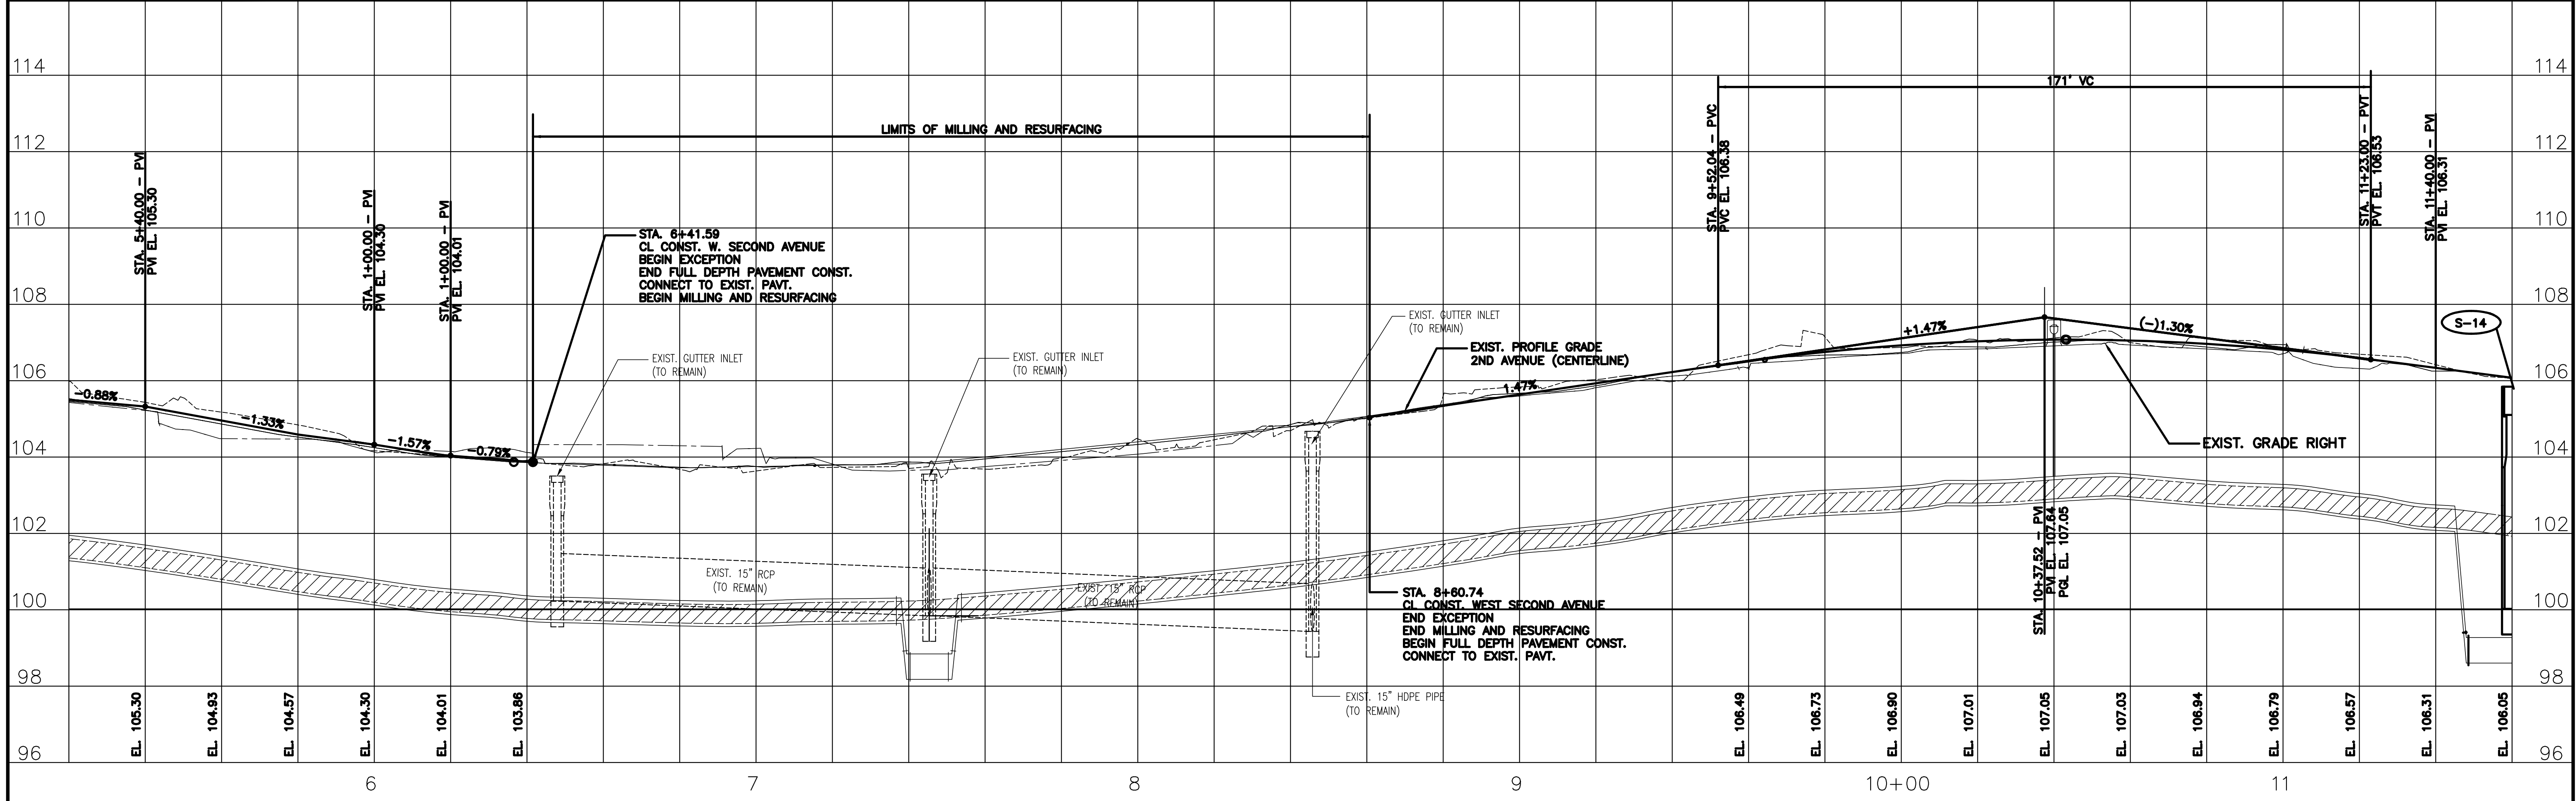 114
112
110
108
106
104
102
100
98
96
114
112
110
108
106
104
102
100
98
96
STA. 5+40.00 - PVI
PVI EL. 105.30
STA. 1+00.00 - PVI
PVI EL. 104.30
STA. 1+00.00 - PVI
PVI EL. 104.01
LIMITS OF MILLING AND RESURFACING
STA. 6+41.59
CL CONST. W. SECOND AVENUE
BEGIN EXCEPTION
END FULL DEPTH PAVEMENT CONST.
CONNECT TO EXIST. PAVT.
BEGIN MILLING AND RESURFACING
-0.88%
-1.33%
-1.57%
-0.79%
EXIST. GUTTER INLET
(TO REMAIN)
EXIST. GUTTER INLET
(TO REMAIN)
EXIST. GUTTER INLET
(TO REMAIN)
EXIST. PROFILE GRADE
2ND AVENUE (CENTERLINE)
1.47%
STA. 9+52.04 - PVC
PVC EL. 106.38
171' VC
STA. 11+23.00 - PVT
PVT EL. 106.53
STA. 11+40.00 - PVI
PVI EL. 106.31
+1.47%
(-)1.30%
S-14
EXIST. GRADE RIGHT
STA. 10+37.52 - PVI
PVI EL. 107.64
PGL EL. 107.05
EXIST. 15" RCP
(TO REMAIN)
EXIST. 15" RCP
(TO REMAIN)
STA. 8+60.74
CL CONST. WEST SECOND AVENUE
END EXCEPTION
END MILLING AND RESURFACING
BEGIN FULL DEPTH PAVEMENT CONST.
CONNECT TO EXIST. PAVT.
EXIST. 15" HDPE PIPE
(TO REMAIN)
EL. 105.30
EL. 104.93
EL. 104.57
EL. 104.30
EL. 104.01
EL. 103.86
EL. 106.49
EL. 106.73
EL. 106.90
EL. 107.01
EL. 107.05
EL. 107.03
EL. 106.94
EL. 106.79
EL. 106.57
EL. 106.31
EL. 106.05
6
7
8
9
10+00
11